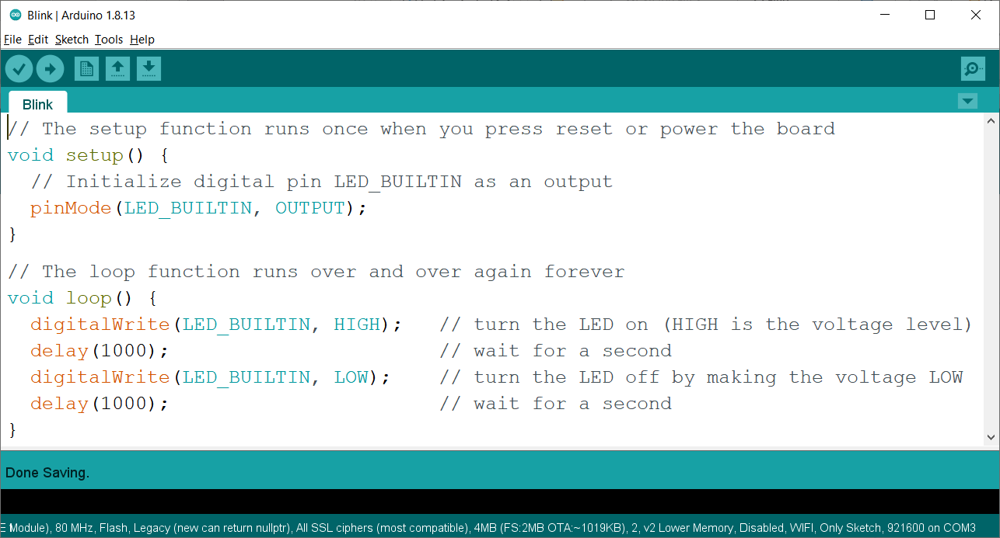 Blink | Arduino 1.8.13
File Edit Sketch Tools Help
Blink
// The setup function runs once when you press reset or power the board
void setup() {
  // Initialize digital pin LED_BUILTIN as an output
  pinMode(LED_BUILTIN, OUTPUT);
}
// The loop function runs over and over again forever
void loop() {
  digitalWrite(LED_BUILTIN, HIGH);   // turn the LED on (HIGH is the voltage level)
  delay(1000);                       // wait for a second
  digitalWrite(LED_BUILTIN, LOW);    // turn the LED off by making the voltage LOW
  delay(1000);                       // wait for a second
}
Done Saving.
Module), 80 MHz, Flash, Legacy (new can return nullptr), All SSL ciphers (most compatible), 4MB (FS:2MB OTA:~1019KB), 2, v2 Lower Memory, Disabled, WIFI, Only Sketch, 921600 on COM3